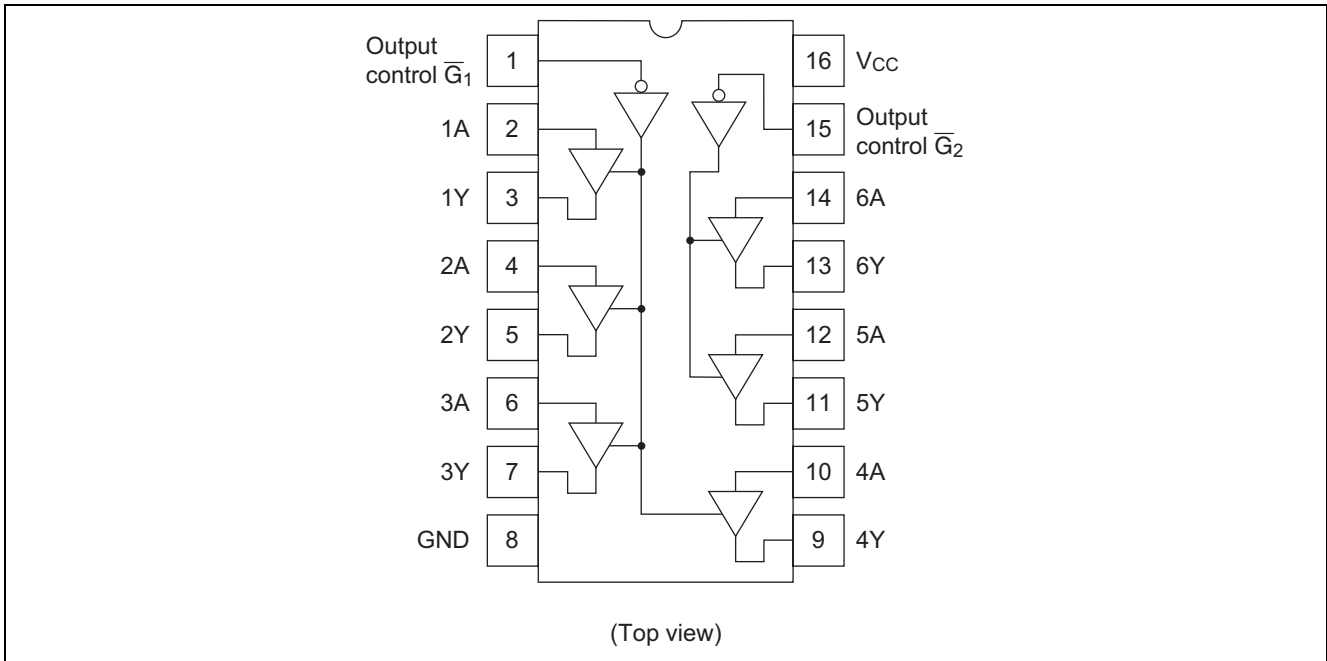 Output
control G̅1
1
16
VCC
1A
2
15
Output
control G̅2
1Y
3
14
6A
2A
4
13
6Y
2Y
5
12
5A
3A
6
11
5Y
3Y
7
10
4A
GND
8
9
4Y
(Top view)